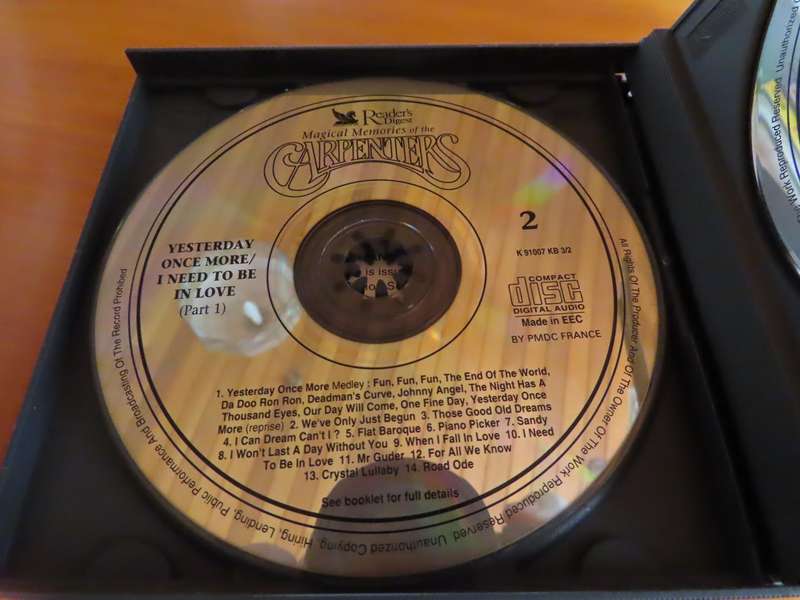 Reader's
Digest
Magical Memories of the
CARPENTERS
YESTERDAY
ONCE MORE/
I NEED TO BE
IN LOVE
(Part 1)
2
K 91007 KB 3/2
COMPACT
disc
DIGITAL AUDIO
Made in EEC
BY PMDC FRANCE
1. Yesterday Once More Medley : Fun, Fun, Fun, The End Of The World,
Da Doo Ron Ron, Deadman's Curve, Johnny Angel, The Night Has A
Thousand Eyes, Our Day Will Come, One Fine Day, Yesterday Once
More (reprise) 2. We've Only Just Begun 3. Those Good Old Dreams
4. I Can Dream Can't I ? 5. Flat Baroque 6. Piano Picker 7. Sandy
8. I Won't Last A Day Without You 9. When I Fall In Love 10. I Need
To Be In Love 11. Mr Guder 12. For All We Know
13. Crystal Lullaby 14. Road Ode
See booklet for full details
All Rights Of The Producer And Of The Owner Of The Work Reproduced Reserved. Unauthorized Copying, Hiring, Lending, Public Performance And Broadcasting Of The Record Prohibited
is iss
The Work Reproduced Reserved. Unauthorized